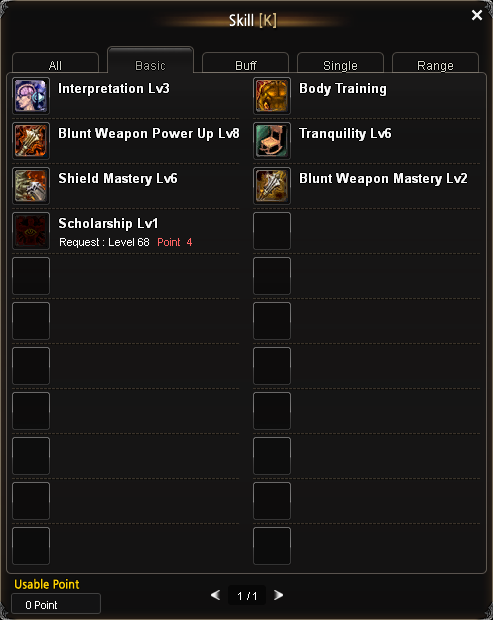 Skill [K]
All
Basic
Buff
Single
Range
Interpretation Lv3
Body Training
Blunt Weapon Power Up Lv8
Tranquility Lv6
Shield Mastery Lv6
Blunt Weapon Mastery Lv2
Scholarship Lv1
Request : Level 68 Point 4
Usable Point
0 Point
1 / 1